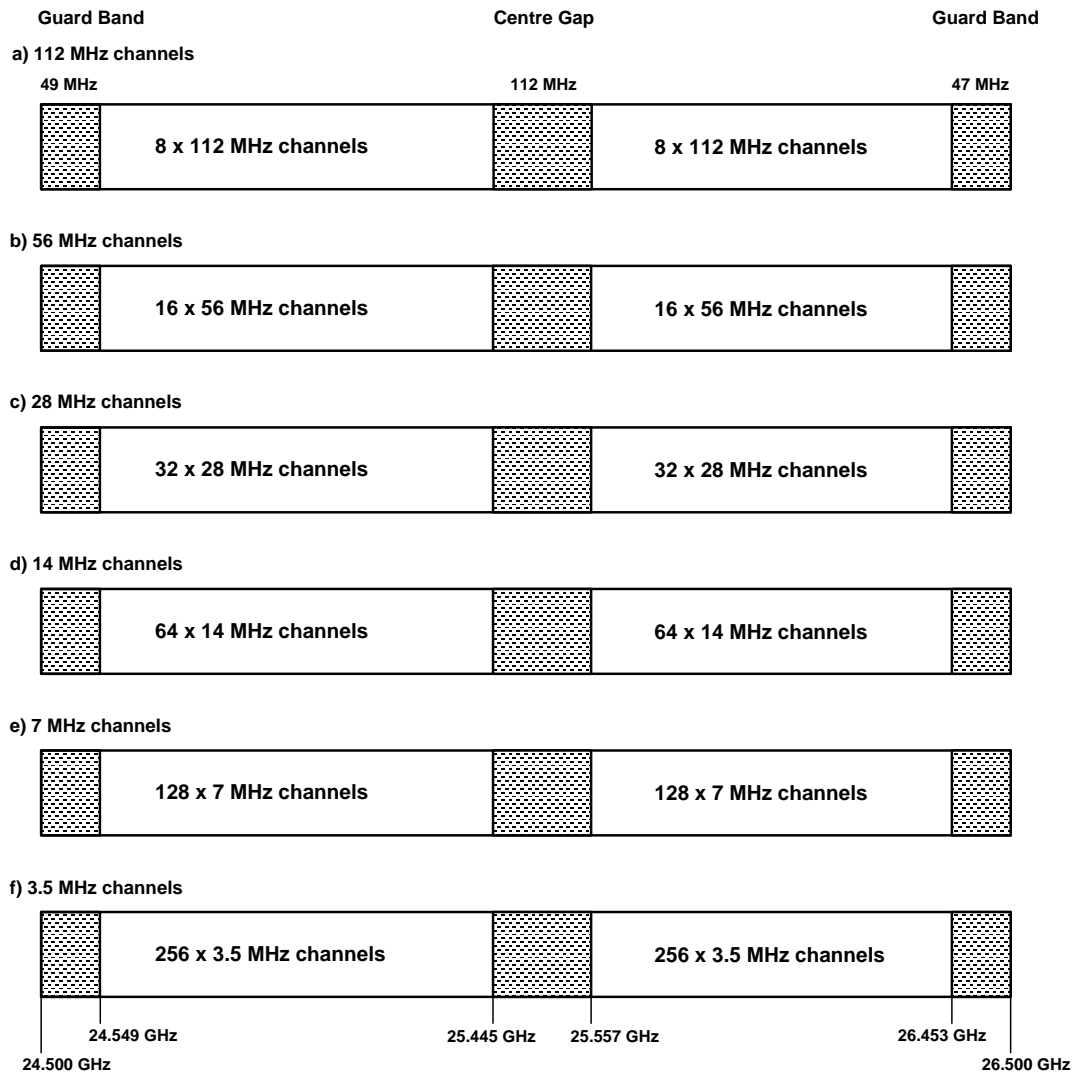 Guard Band Centre Gap Guard Band
a) 112 MHz channels
49 MHz 112 MHz 47 MHz
8 x 112 MHz channels 8 x 112 MHz channels
b) 56 MHz channels
16 x 56 MHz channels 16 x 56 MHz channels
c) 28 MHz channels
32 x 28 MHz channels 32 x 28 MHz channels
d) 14 MHz channels
64 x 14 MHz channels 64 x 14 MHz channels
e) 7 MHz channels
128 x 7 MHz channels 128 x 7 MHz channels
f) 3.5 MHz channels
256 x 3.5 MHz channels 256 x 3.5 MHz channels
24.549 GHz 25.445 GHz 25.557 GHz 26.453 GHz
24.500 GHz 26.500 GHz